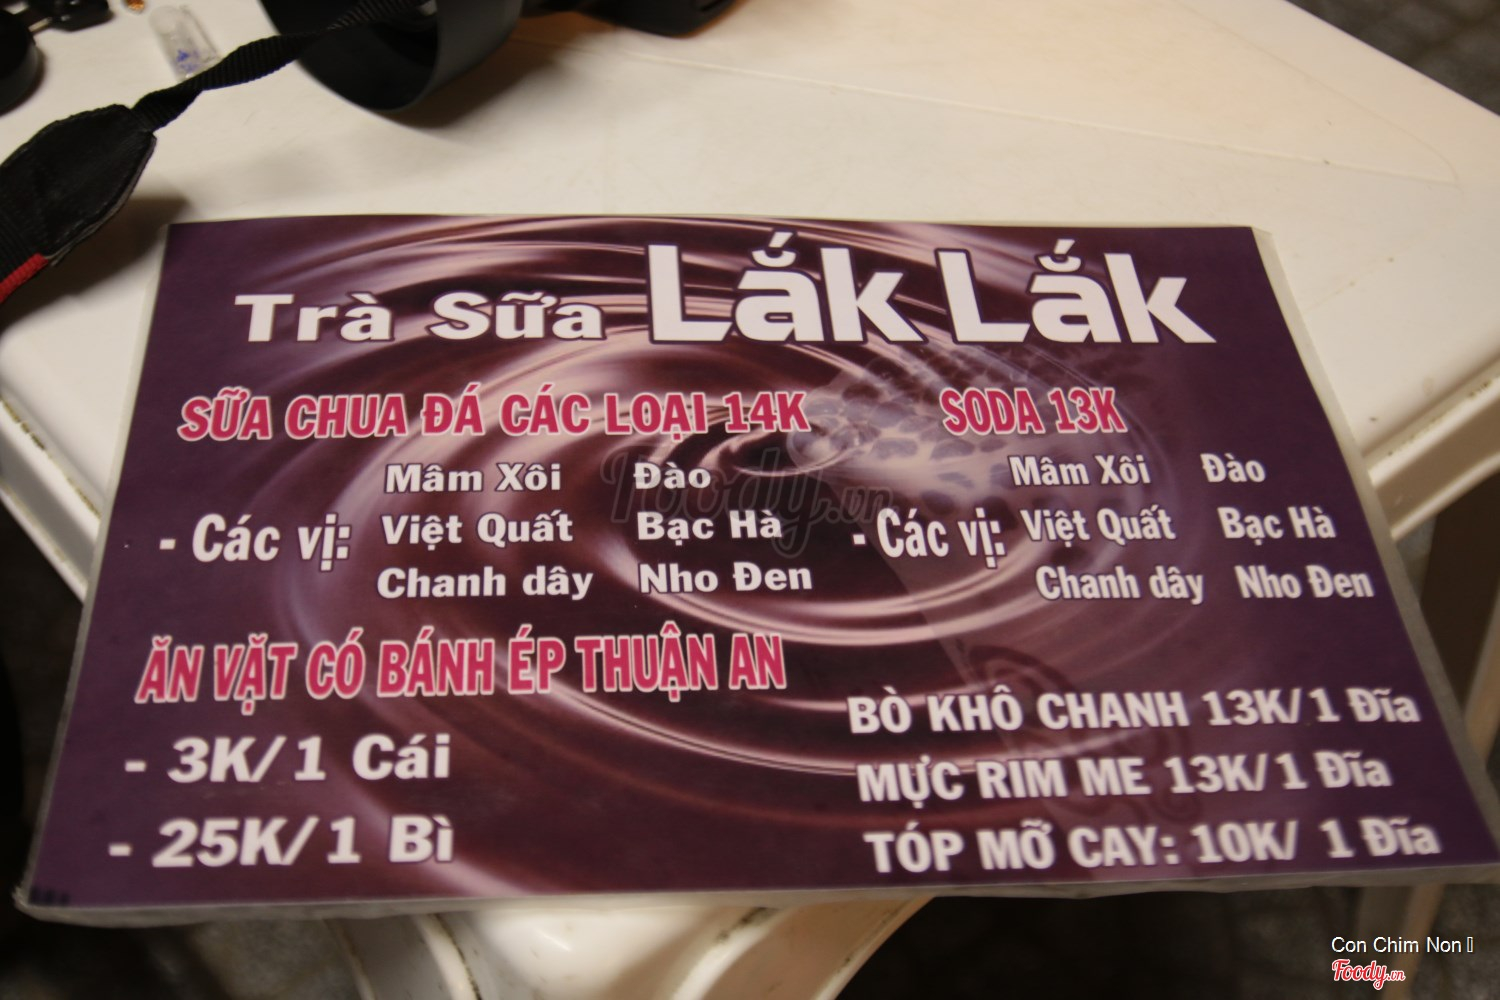 Trà Sữa Lắk Lắk
SỮA CHUA ĐÁ CÁC LOẠI 14K
- Các vị:
Mâm Xôi Đào
Việt Quất Bạc Hà
Chanh dây Nho Đen
SODA 13K
- Các vị:
Mâm Xôi Đào
Việt Quất Bạc Hà
Chanh dây Nho Đen
ĂN VẶT CÓ BÁNH ÉP THUẬN AN
- 3K/ 1 Cái
- 25K/ 1 Bì
BÒ KHÔ CHANH 13K/ 1 Đĩa
MỰC RIM ME 13K/ 1 Đĩa
TÓP MỠ CAY: 10K/ 1 Đĩa
Foody.vn
Con Chim Non
Foody.vn